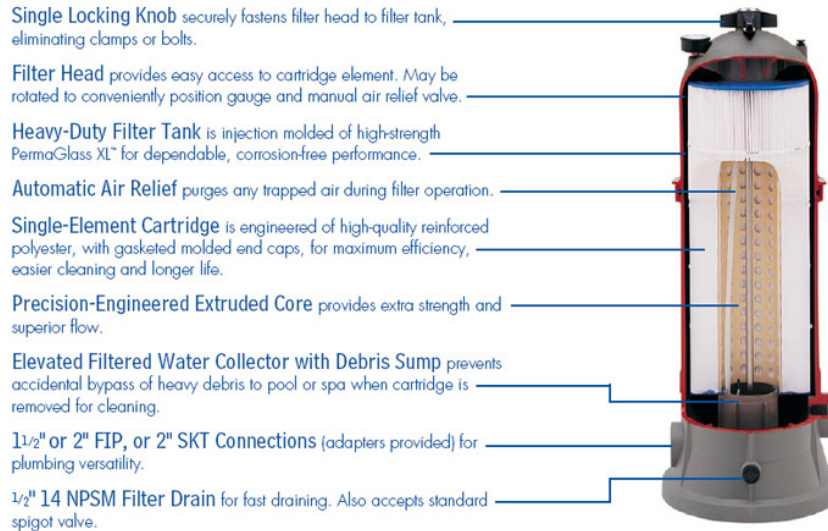 Single Locking Knob securely fastens filter head to filter tank,
eliminating clamps or bolts.
Filter Head provides easy access to cartridge element. May be
rotated to conveniently position gauge and manual air relief valve.
Heavy-Duty Filter Tank is injection molded of high-strength
PermaGlass XL™ for dependable, corrosion-free performance.
Automatic Air Relief purges any trapped air during filter operation.
Single-Element Cartridge is engineered of high-quality reinforced
polyester, with gasketed molded end caps, for maximum efficiency,
easier cleaning and longer life.
Precision-Engineered Extruded Core provides extra strength and
superior flow.
Elevated Filtered Water Collector with Debris Sump prevents
accidental bypass of heavy debris to pool or spa when cartridge is
removed for cleaning.
1 1/2" or 2" FIP, or 2" SKT Connections (adapters provided) for
plumbing versatility.
1/2" 14 NPSM Filter Drain for fast draining. Also accepts standard
spigot valve.